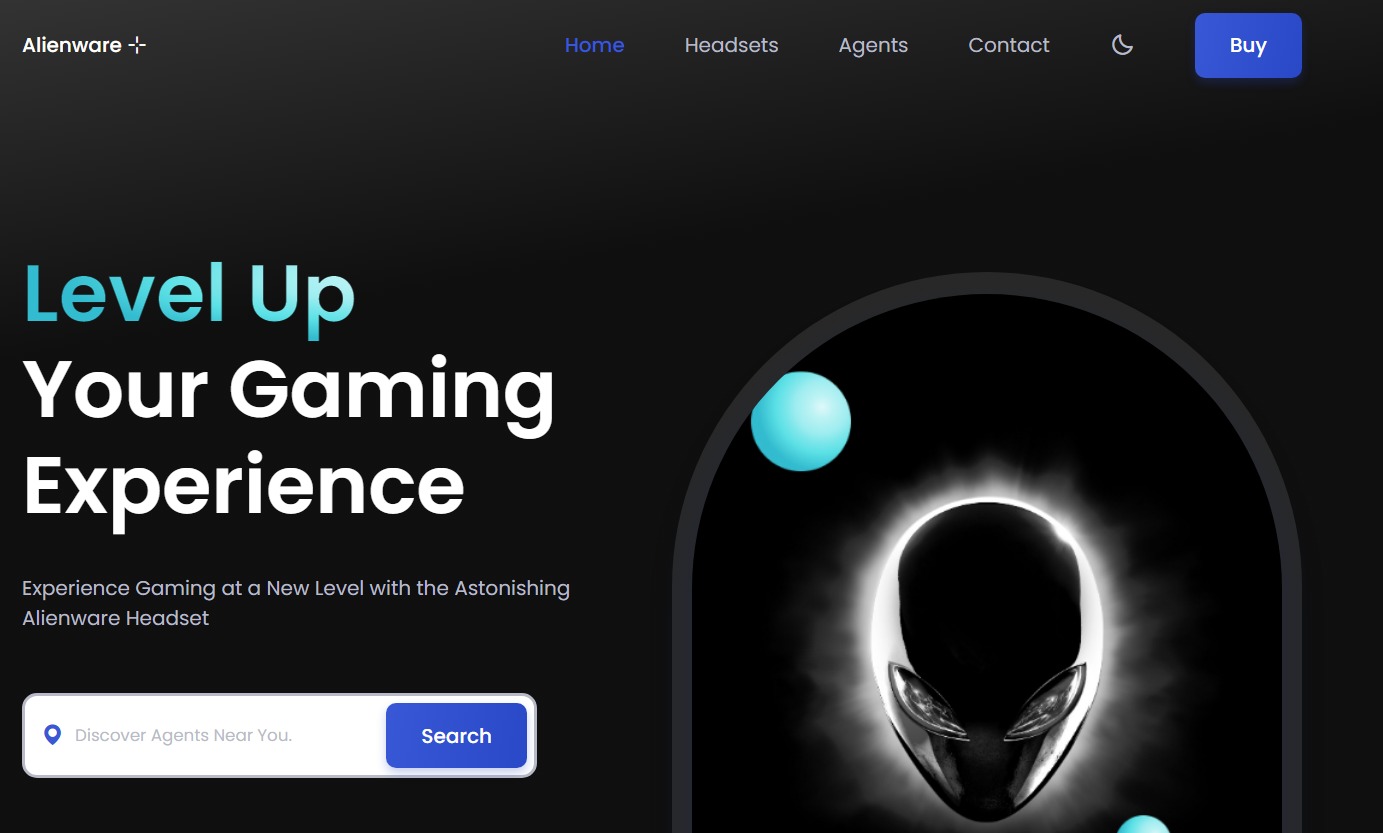 Alienware
Home
Headsets
Agents
Contact
Buy
Level Up
Your Gaming
Experience
Experience Gaming at a New Level with the Astonishing
Alienware Headset
Discover Agents Near You.
Search